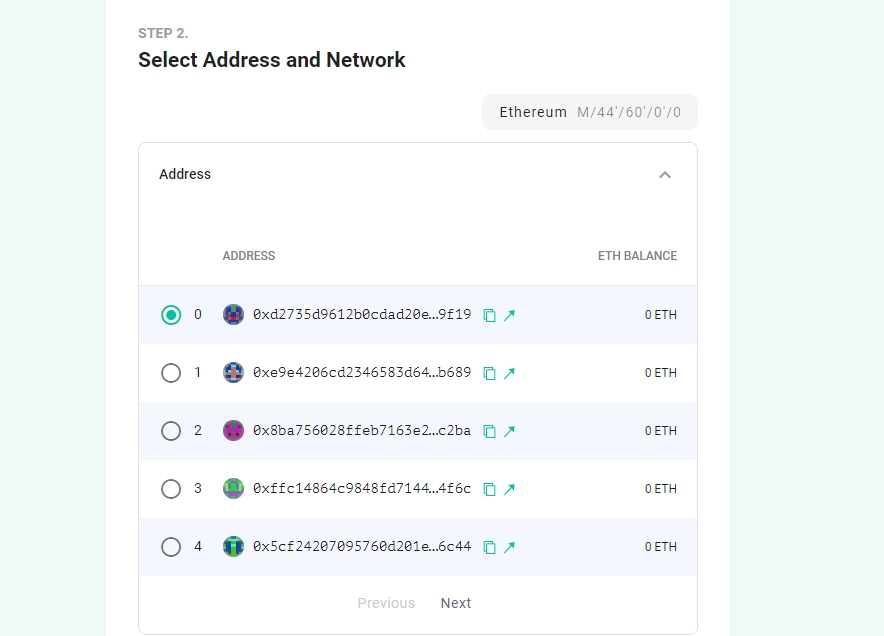 STEP 2.
Select Address and Network
Ethereum M/44'/60'/0'/0
Address
ADDRESS ETH BALANCE
0 0xd2735d9612b0cdad20e…9f19 0 ETH
1 0xe9e4206cd2346583d64…b689 0 ETH
2 0x8ba756028ffeb7163e2…c2ba 0 ETH
3 0xffc14864c9848fd7144…4f6c 0 ETH
4 0x5cf24207095760d201e…6c44 0 ETH
Previous Next